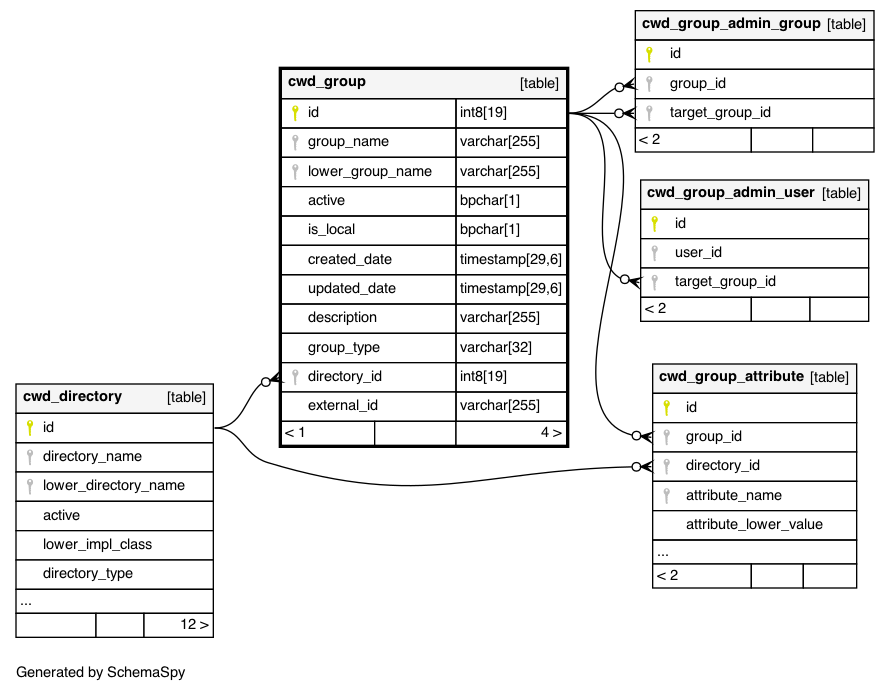 cwd_group_admin_group [table]
id
group_id
target_group_id
< 2
cwd_group [table]
id int8[19]
group_name varchar[255]
lower_group_name varchar[255]
active bpchar[1]
is_local bpchar[1]
created_date timestamp[29,6]
updated_date timestamp[29,6]
description varchar[255]
group_type varchar[32]
directory_id int8[19]
external_id varchar[255]
< 1 4 >
cwd_group_admin_user [table]
id
user_id
target_group_id
< 2
cwd_group_attribute [table]
id
group_id
directory_id
attribute_name
attribute_lower_value
...
< 2
cwd_directory [table]
id
directory_name
lower_directory_name
active
lower_impl_class
directory_type
...
12 >
Generated by SchemaSpy